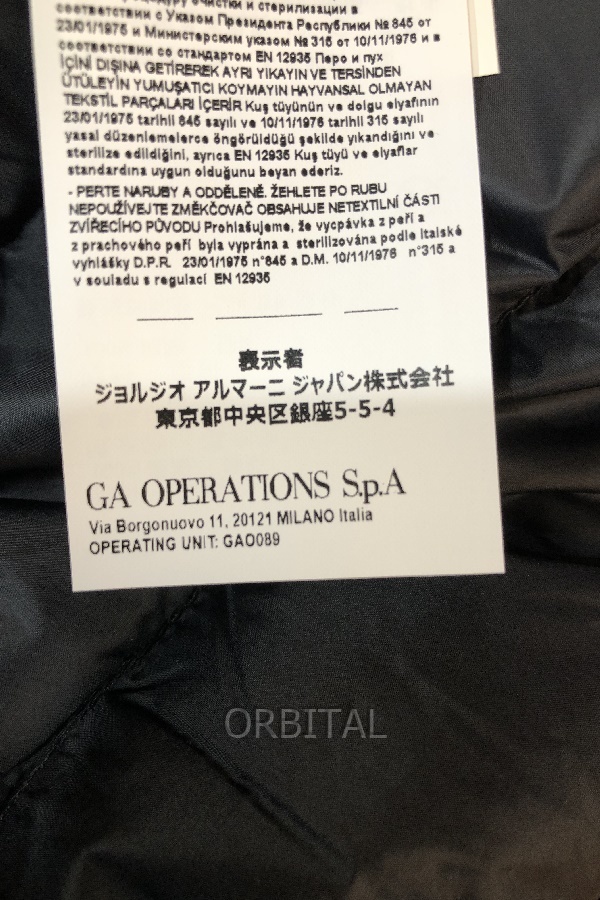 очистки и стерилизации в
соответствии с Указом Президента Республики № 845 от
23/01/1975 и Министерским указом № 315 от 10/11/1976 и в
соответствии со стандартом EN 12935 Перо и пух
İÇİNİ DIŞINA GETİREREK AYRI YIKAYIN VE TERSİNDEN
ÜTÜLEYİN YUMUŞATICI KOYMAYIN HAYVANSAL OLMAYAN
TEKSTİL PARÇALARI İÇERİR Kuş tüyünün ve dolgu elyafının
23/01/1975 tarihli 845 sayılı ve 10/11/1976 tarihli 315 sayılı
yasal düzenlemelerce öngörüldüğü şekilde yıkandığını ve
sterilize edildiğini, ayrıca EN 12935 Kuş tüyü ve elyaflar
standardına uygun olduğunu beyan ederiz.
- PERTE NARUBY A ODDĚLENĚ. ŽEHLETE PO RUBU
NEPOUŽÍVEJTE ZMĚKČOVAČ OBSAHUJE NETEXTILNÍ ČÁSTI
ZVÍŘECÍHO PŮVODU Prohlašujeme, že vycpávka z peří a
z prachového peří byla vyprána a sterilizována podle italské
vyhlášky D.P.R. 23/01/1975 n°845 a D.M. 10/11/1976 n°315 a
v souladu s regulací EN 12935
表示者
ジョルジオ アルマーニ ジャパン株式会社
東京都中央区銀座5-5-4
GA OPERATIONS S.p.A
Via Borgonuovo 11, 20121 MILANO Italia
OPERATING UNIT: GAO089
ORBITAL